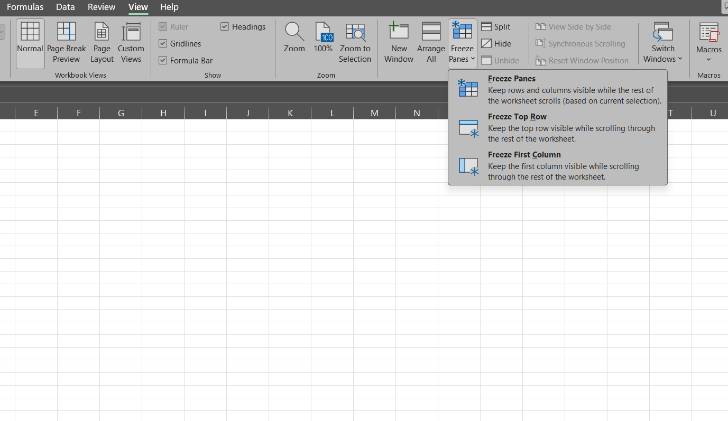 Formulas Data Review View Help
Normal Page Break Preview Page Layout Custom Views
Workbook Views
Ruler
Headings
Gridlines
Formula Bar
Show
Zoom 100% Zoom to Selection
100
Zoom
New Window Arrange All Freeze Panes
Split
Hide
Unhide
View Side by Side
Synchronous Scrolling
Reset Window Position
Switch Windows
Macros
Macros
Freeze Panes
Keep rows and columns visible while the rest of
the worksheet scrolls (based on current selection).
Freeze Top Row
Keep the top row visible while scrolling through
the rest of the worksheet.
Freeze First Column
Keep the first column visible while scrolling
through the rest of the worksheet.
E F G H I J K L M N T U